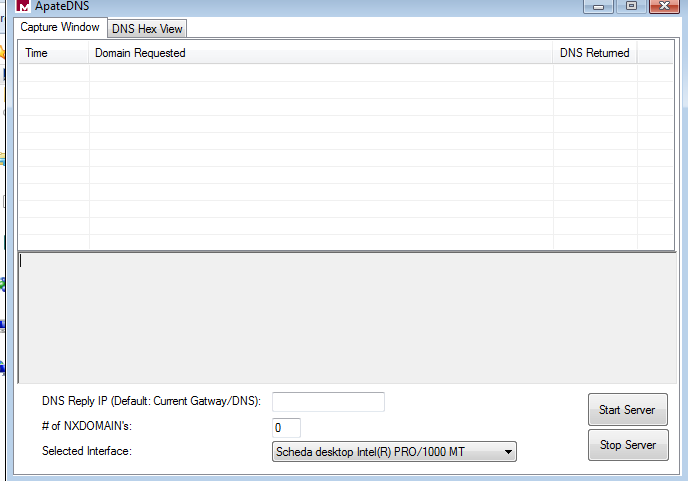 ApateDNS
Capture Window DNS Hex View
Time Domain Requested DNS Returned
DNS Reply IP (Default: Current Gatway/DNS):
# of NXDOMAIN's: 0
Start Server
Selected Interface: Scheda desktop Intel(R) PRO/1000 MT
Stop Server